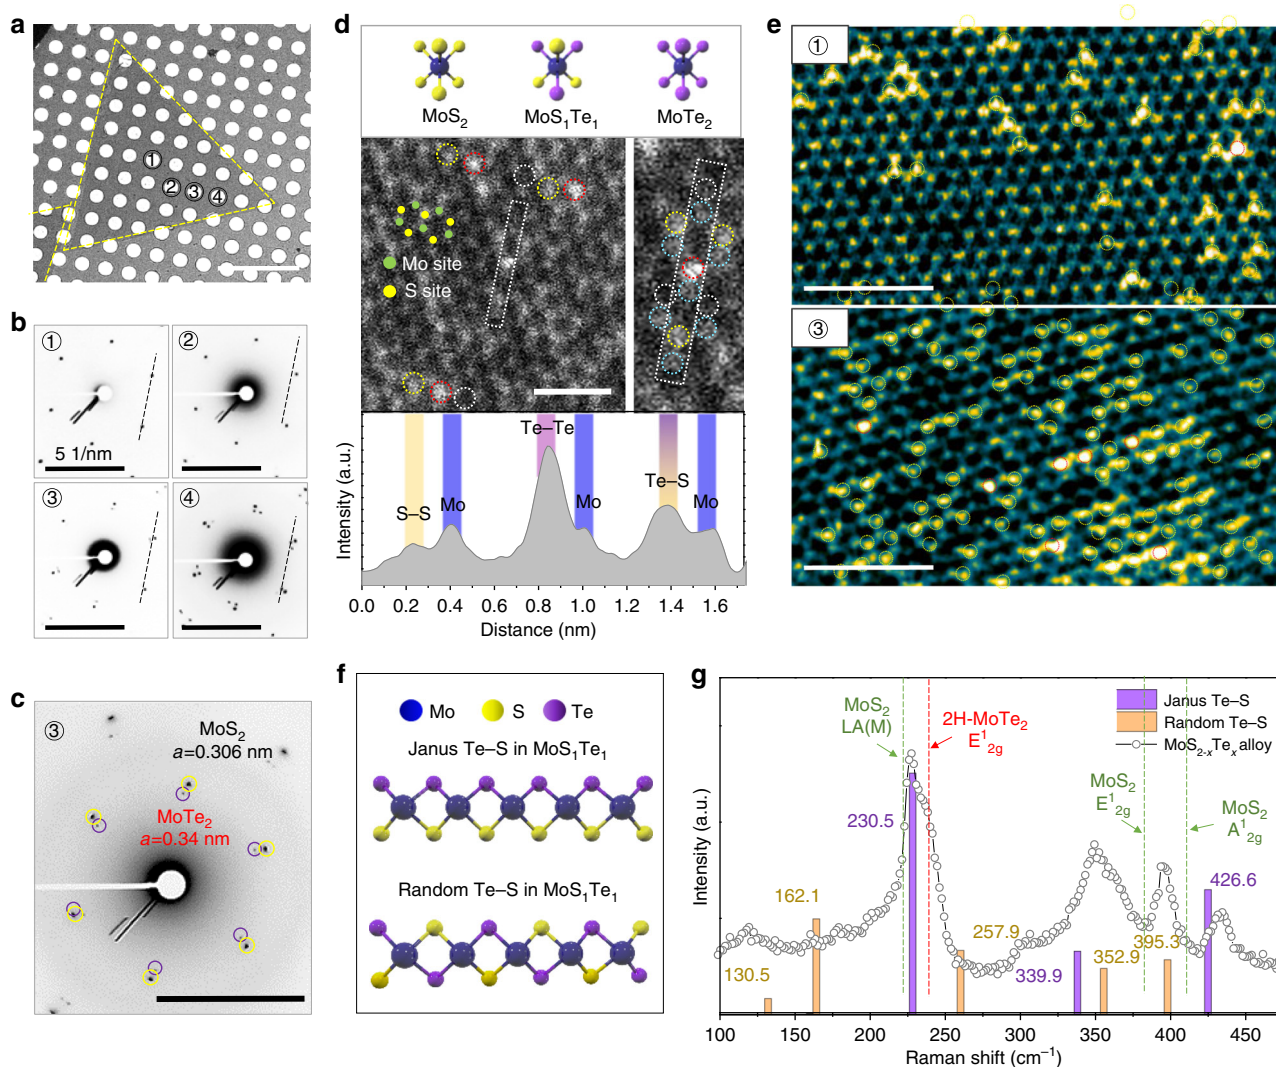 a
①
② ③ ④
b
①
②
5 1/nm
③
④
c
③
MoS₂
a=0.306 nm
MoTe₂
a=0.34 nm
d
MoS₂ MoS₁Te₁ MoTe₂
Mo site
S site
Te–Te
Te–S
S–S Mo Mo Mo
Intensity (a.u.)
0.0 0.2 0.4 0.6 0.8 1.0 1.2 1.4 1.6
Distance (nm)
e
①
③
f
Mo S Te
Janus Te–S in MoS₁Te₁
Random Te–S in MoS₁Te₁
g
MoS₂
LA(M)
2H-MoTe₂
E¹₂g
Janus Te–S
Random Te–S
MoS₂₋ₓTeₓ alloy
MoS₂
E¹₂g
MoS₂
A¹₂g
230.5
426.6
162.1
257.9
395.3
352.9
339.9
130.5
Intensity (a.u.)
100 150 200 250 300 350 400 450
Raman shift (cm⁻¹)